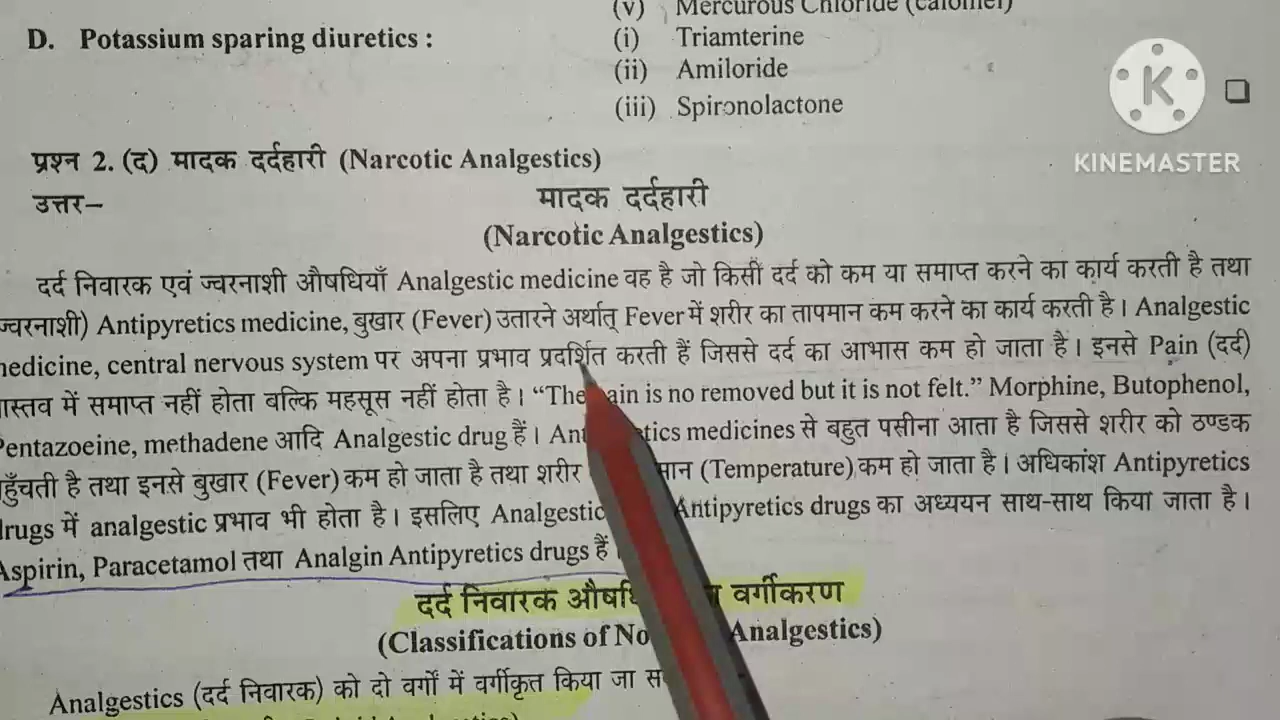 (v) Mercurous Chloride (calomel)
D. Potassium sparing diuretics : (i) Triamterine
(ii) Amiloride
(iii) Spironolactone
KINEMASTER
प्रश्न 2. (द) मादक दर्दहारी (Narcotic Analgestics)
उत्तर–
मादक दर्दहारी
(Narcotic Analgestics)
दर्द निवारक एवं ज्वरनाशी औषधियाँ Analgestic medicine वह है जो किसी दर्द को कम या समाप्त करने का कार्य करती है तथा
ज्वरनाशी) Antipyretics medicine, बुखार (Fever) उतारने अर्थात् Fever में शरीर का तापमान कम करने का कार्य करती है। Analgestic
medicine, central nervous system पर अपना प्रभाव प्रदर्शित करती हैं जिससे दर्द का आभास कम हो जाता है। इनसे Pain (दर्द)
वास्तव में समाप्त नहीं होता बल्कि महसूस नहीं होता है। “The pain is no removed but it is not felt.” Morphine, Butophenol,
Pentazoeine, methadene आदि Analgestic drug हैं। medicines से बहुत पसीना आता है जिससे शरीर को ठण्डक
पहुँचती है तथा इनसे बुखार (Fever) कम हो जाता है तथा शरीर (Temperature) कम हो जाता है। अधिकांश Antipyretics
drugs में analgestic प्रभाव भी होता है। इसलिए Analgestic Antipyretics drugs का अध्ययन साथ-साथ किया जाता है।
Aspirin, Paracetamol तथा Analgin Antipyretics drugs हैं
दर्द निवारक वर्गीकरण
(Classifications of Analgestics)
Analgestics (दर्द निवारक) को दो वर्गों में वर्गीकृत किया जा